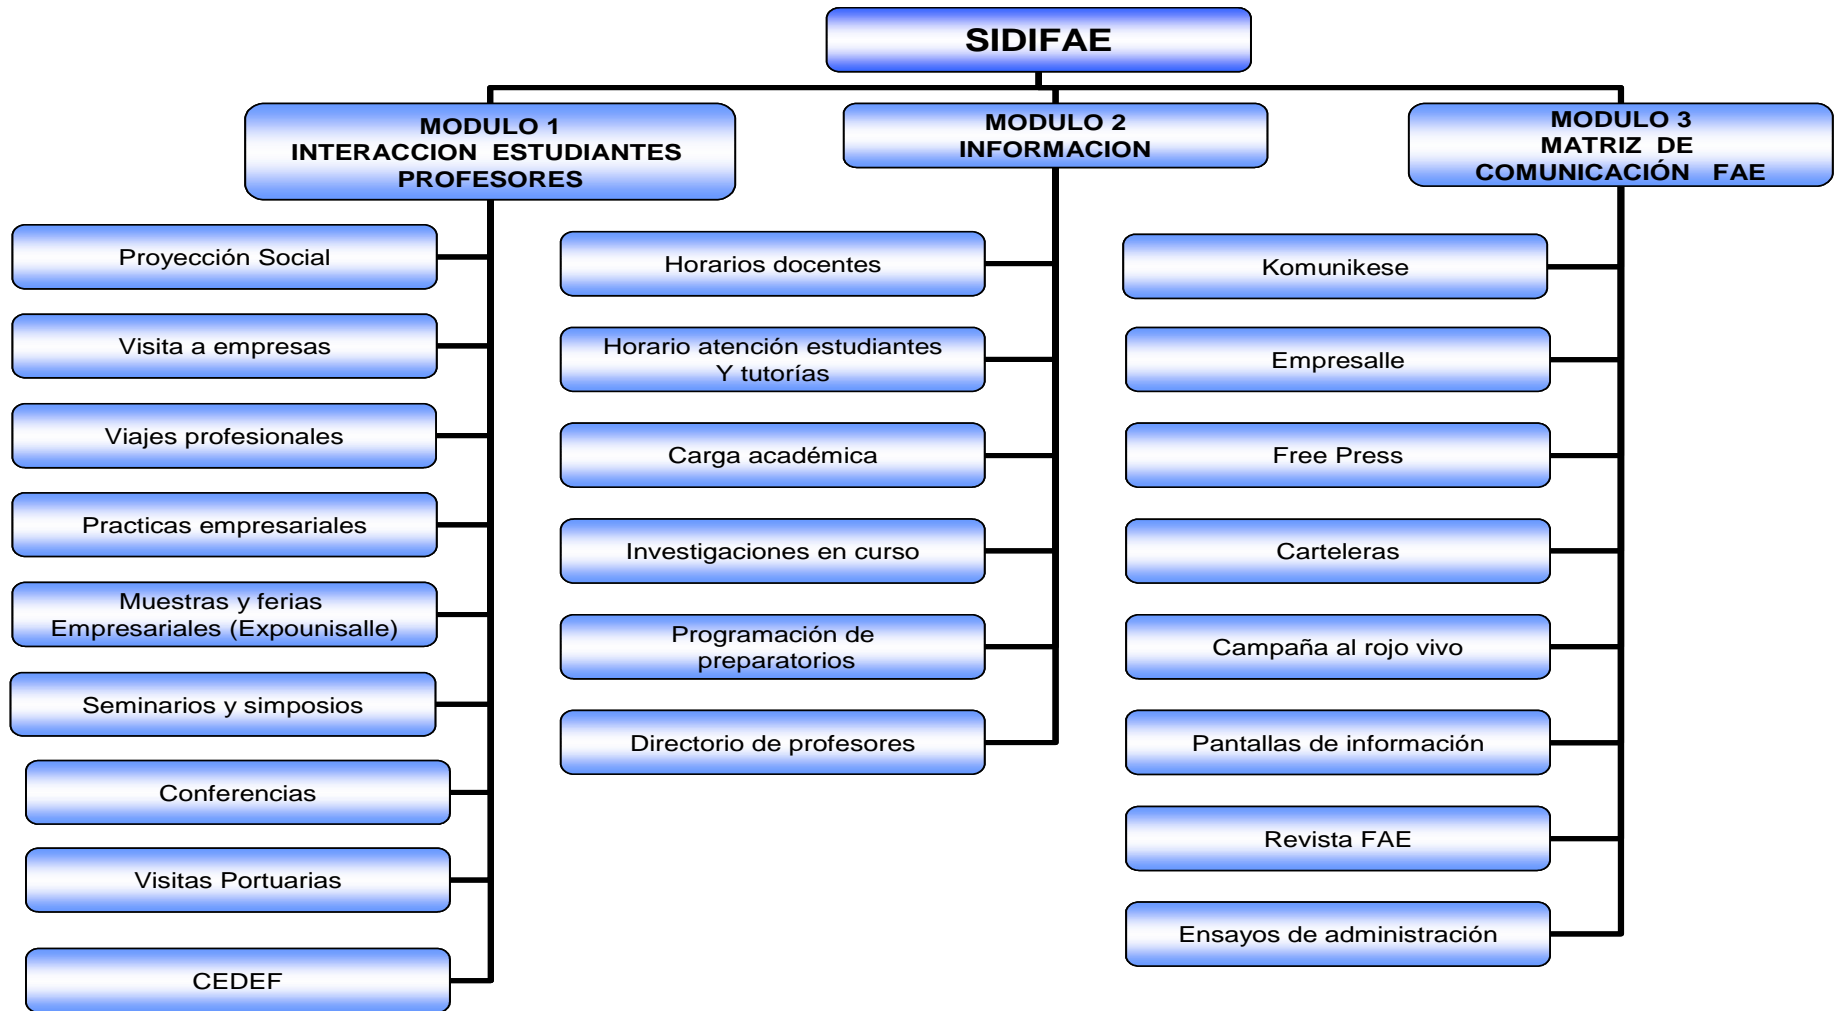 SIDIFAE
MODULO 1
INTERACCION ESTUDIANTES
PROFESORES
Proyección Social
Visita a empresas
Viajes profesionales
Practicas empresariales
Muestras y ferias
Empresariales (Expounisalle)
Seminarios y simposios
Conferencias
Visitas Portuarias
CEDEF
MODULO 2
INFORMACION
Horarios docentes
Horario atención estudiantes
Y tutorías
Carga académica
Investigaciones en curso
Programación de
preparatorios
Directorio de profesores
MODULO 3
MATRIZ DE
COMUNICACIÓN FAE
Komunikese
Empresalle
Free Press
Carteleras
Campaña al rojo vivo
Pantallas de información
Revista FAE
Ensayos de administración